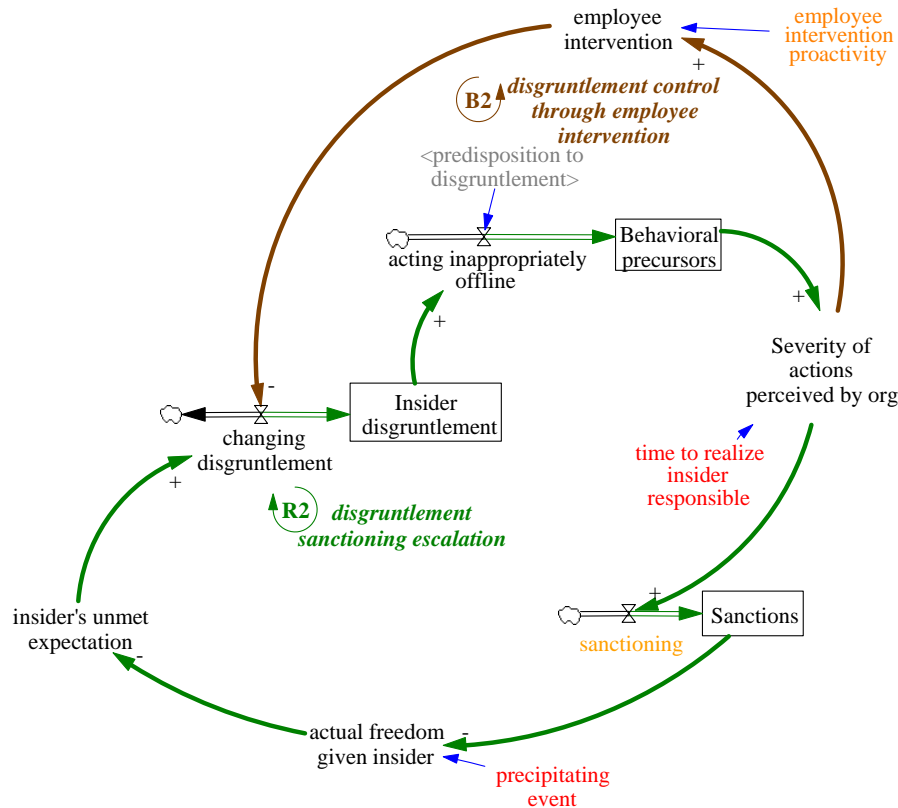 employee
intervention
employee
intervention
proactivity
+
B2
disgruntlement control
through employee
intervention
<predisposition to
disgruntlement>
acting inappropriately
offline
Behavioral
precursors
+
+
Severity of
actions
perceived by org
-
Insider
disgruntlement
changing
disgruntlement
+
time to realize
insider
responsible
R2
disgruntlement
sanctioning escalation
+
insider's unmet
expectation
-
sanctioning
Sanctions
actual freedom
given insider
-
precipitating
event